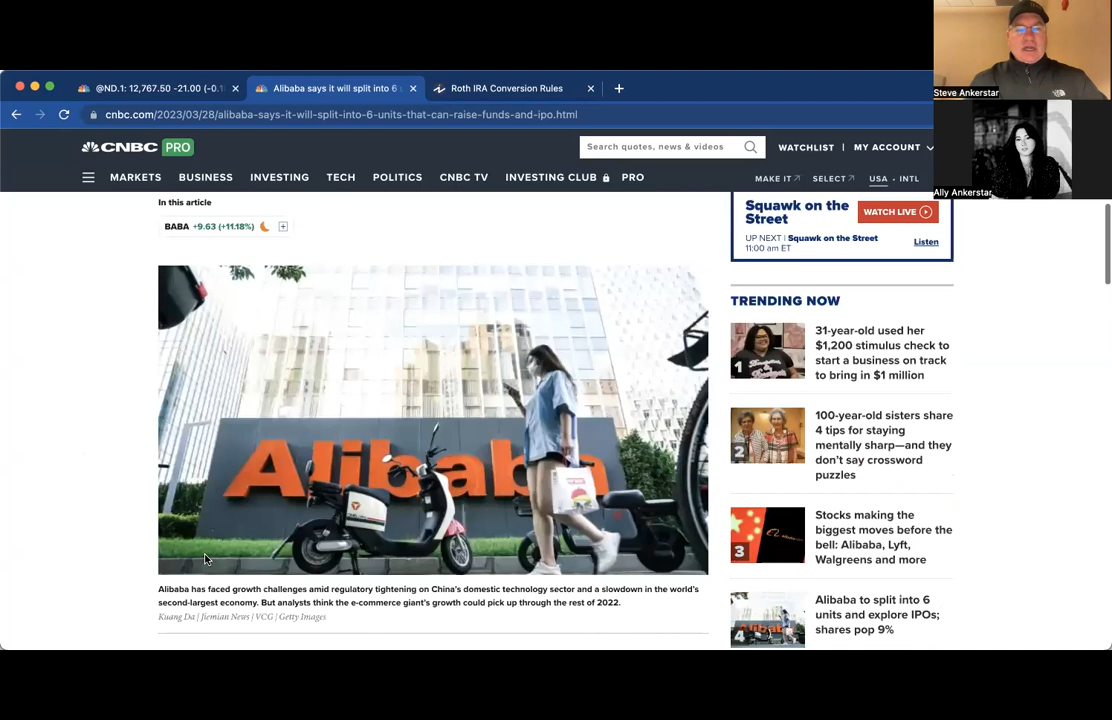 Steve Ankerstar
Ally Ankerstar
@ND.1: 12,767.50 -21.00 (-0.1
Alibaba says it will split into 6
Roth IRA Conversion Rules
cnbc.com/2023/03/28/alibaba-says-it-will-split-into-6-units-that-can-raise-funds-and-ipo.html
CNBC PRO
Search quotes, news & videos
WATCHLIST
MY ACCOUNT
MARKETS
BUSINESS
INVESTING
TECH
POLITICS
CNBC TV
INVESTING CLUB
PRO
MAKE IT
SELECT
USA • INTL
In this article
BABA +9.63 (+11.18%)
Alibaba
Alibaba has faced growth challenges amid regulatory tightening on China's domestic technology sector and a slowdown in the world's
second-largest economy. But analysts think the e-commerce giant's growth could pick up through the rest of 2022.
Kuang Da | Jiemian News | VCG | Getty Images
Squawk on the
Street
WATCH LIVE
UP NEXT | Squawk on the Street
11:00 am ET
Listen
TRENDING NOW
1
31-year-old used her
$1,200 stimulus check to
start a business on track
to bring in $1 million
2
100-year-old sisters share
4 tips for staying
mentally sharp—and they
don't say crossword
puzzles
3
Stocks making the
biggest moves before the
bell: Alibaba, Lyft,
Walgreens and more
4
Alibaba to split into 6
units and explore IPOs;
shares pop 9%